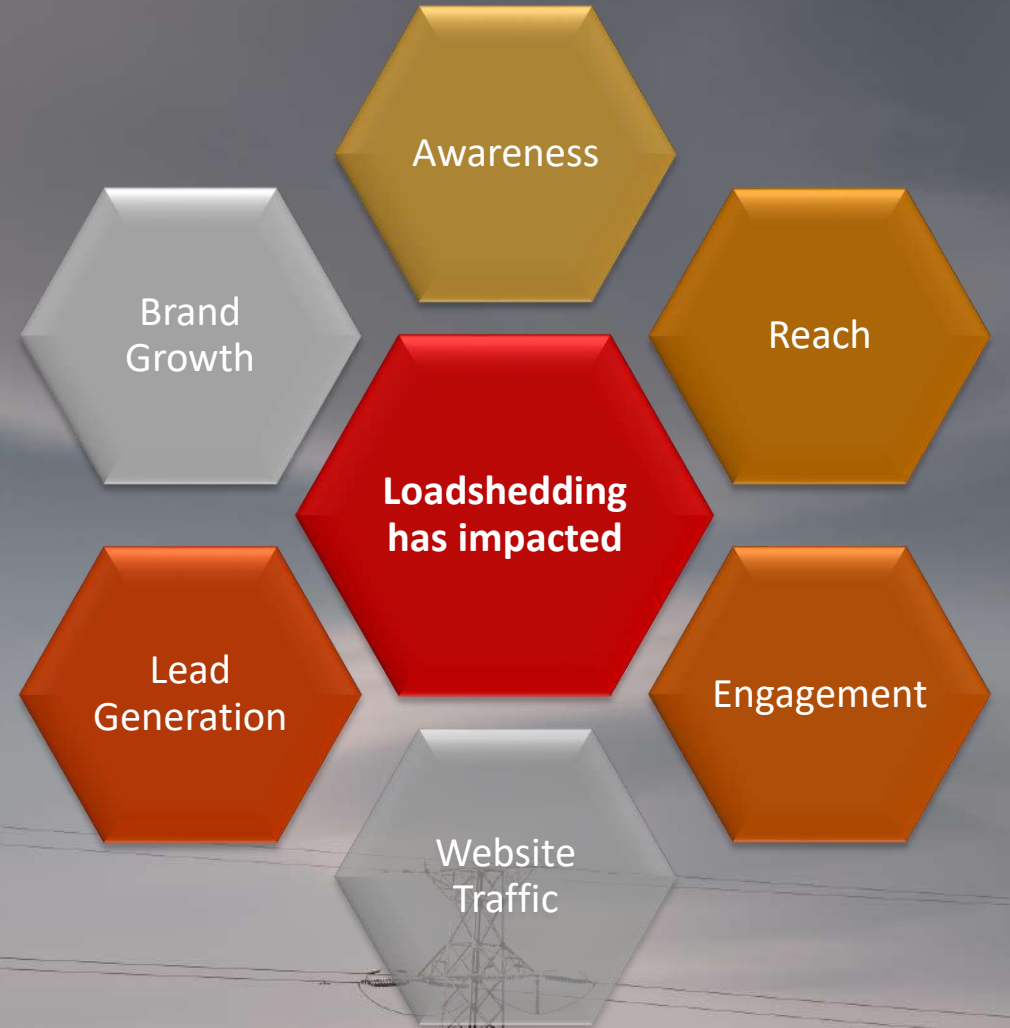 Awareness
Brand
Growth
Reach
Loadshedding
has impacted
Lead
Generation
Engagement
Website
Traffic